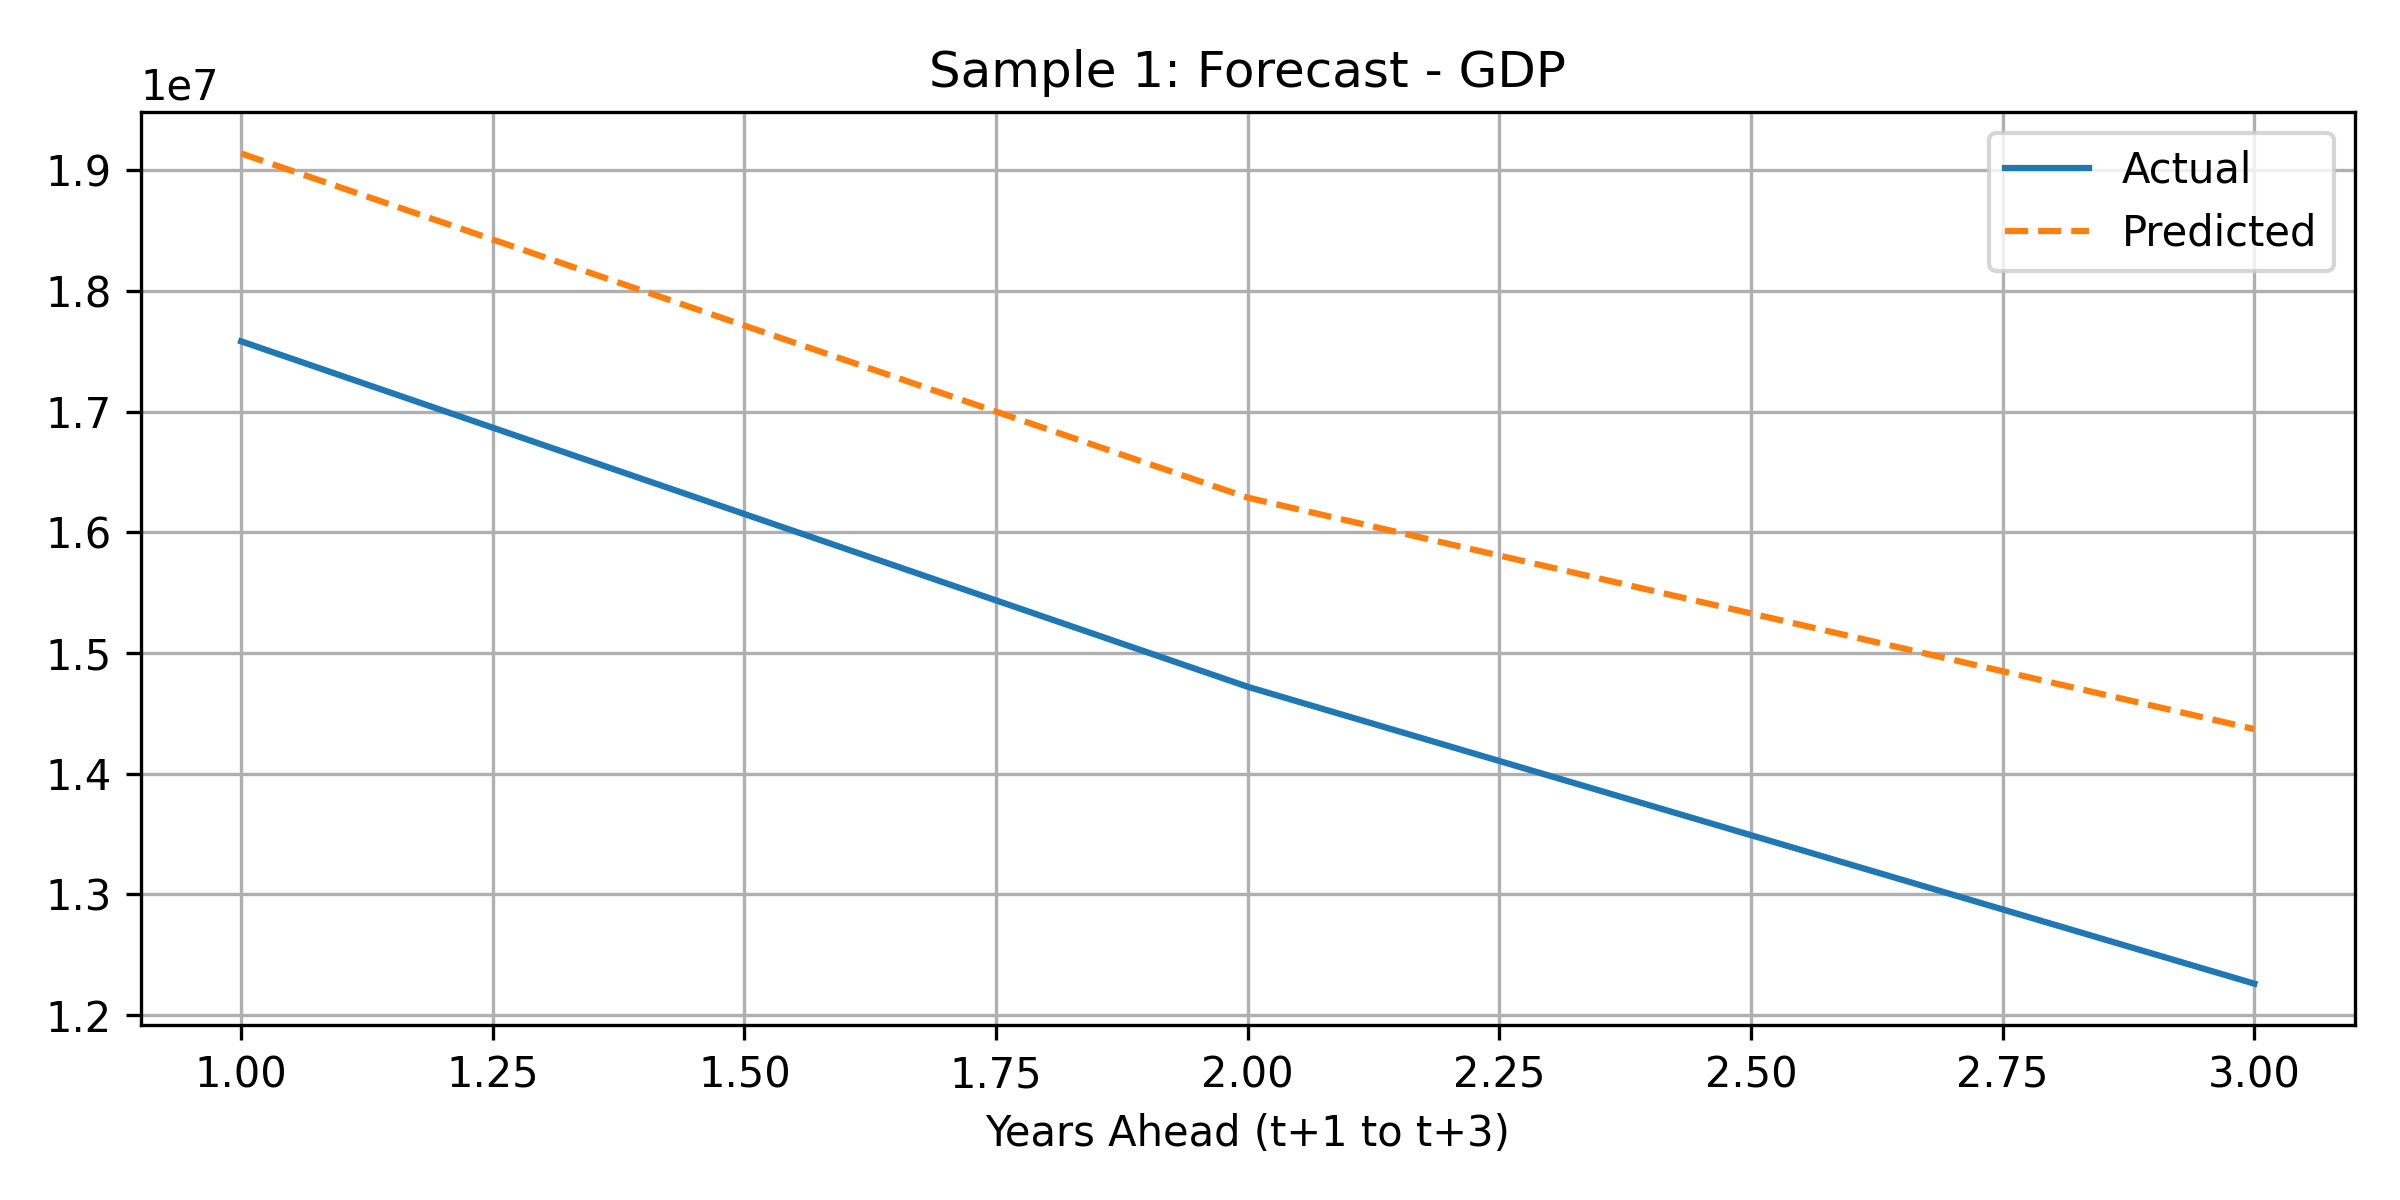 Sample 1: Forecast - GDP
1e7
Actual
Predicted
1.9
1.8
1.7
1.6
1.5
1.4
1.3
1.2
1.00 1.25 1.50 1.75 2.00 2.25 2.50 2.75 3.00
Years Ahead (t+1 to t+3)